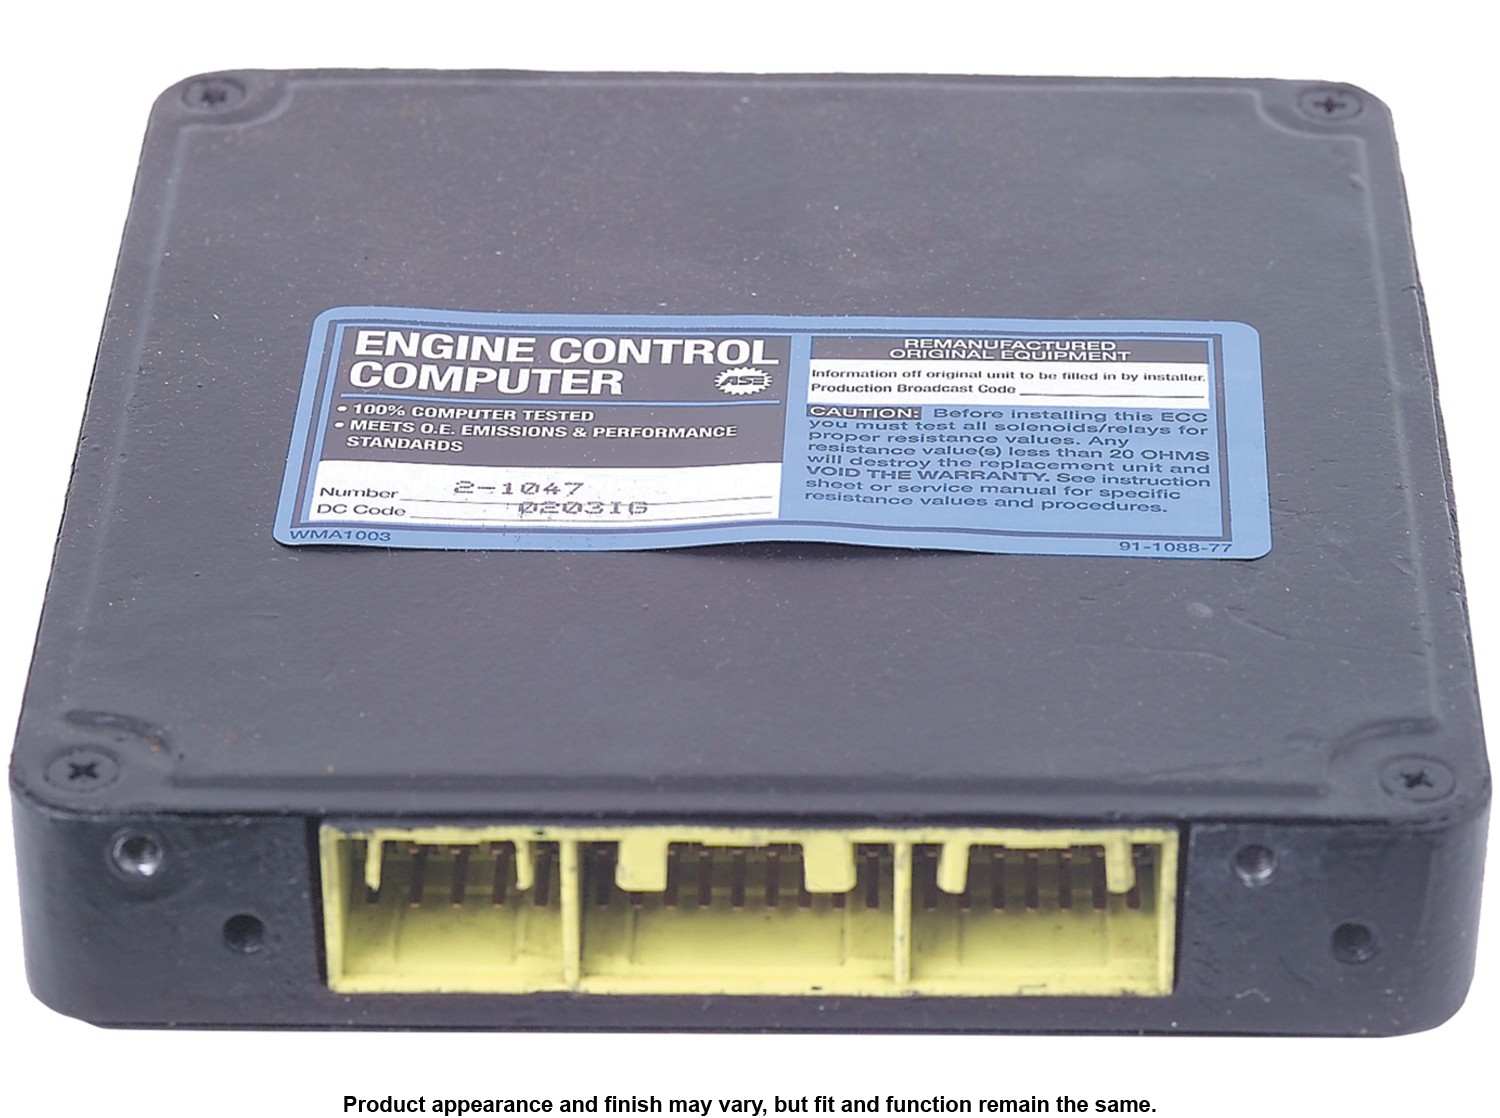 ENGINE CONTROL
COMPUTER
ASE
• 100% COMPUTER TESTED
• MEETS O.E. EMISSIONS & PERFORMANCE
STANDARDS
Number 2-1047
DC Code 0203IG
WMA1003
REMANUFACTURED
ORIGINAL EQUIPMENT
Information off original unit to be filled in by installer.
Production Broadcast Code
CAUTION: Before installing this ECC
you must test all solenoids/relays for
proper resistance values. Any
resistance value(s) less than 20 OHMS
will destroy the replacement unit and
VOID THE WARRANTY. See instruction
sheet or service manual for specific
resistance values and procedures.
91-1088-77
Product appearance and finish may vary, but fit and function remain the same.